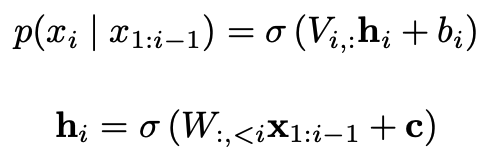 p(x_i | x_{1:i−1}) = σ (V_{i,:}h_i + b_i)
h_i = σ (W_{:,<i}x_{1:i−1} + c)